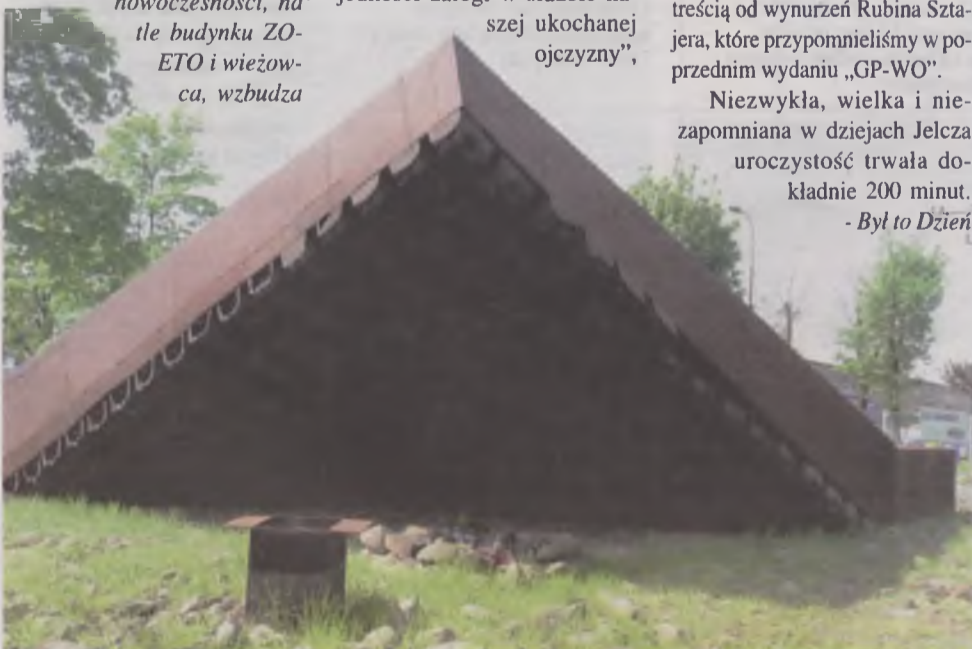 nowoczesności, na
tle budynku ZO-
ETO i wieżow-
ca, wzbudza
szej ukochanej
ojczyzny”,
treścią od wynurzeń Rubina Szta-
jera, które przypomnieliśmy w po-
przednim wydaniu „GP-WO”.
Niezwykła, wielka i nie-
zapomniana w dziejach Jelcza
uroczystość trwała do-
kładnie 200 minut.
- Był to Dzień